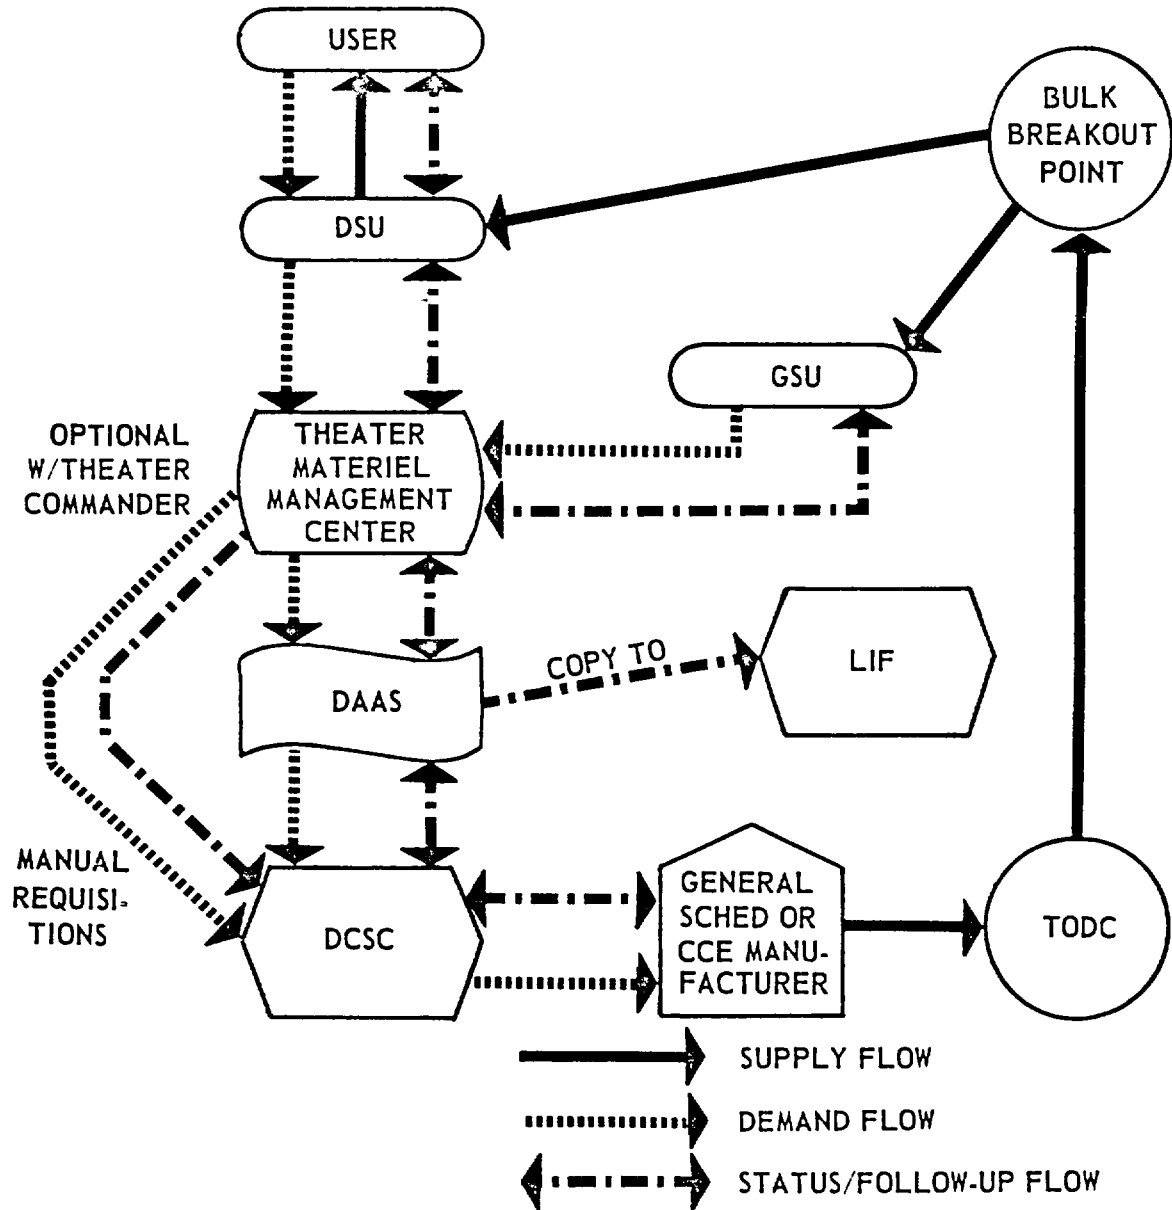 USER
BULK
BREAKOUT
POINT
DSU
GSU
OPTIONAL
W/THEATER
COMMANDER
THEATER
MATERIEL
MANAGEMENT
CENTER
COPY TO
LIF
DAAS
MANUAL
REQUISI-
TIONS
DCSC
GENERAL
SCHED OR
CCE MANU-
FACTURER
TODC
SUPPLY FLOW
DEMAND FLOW
STATUS/FOLLOW-UP FLOW